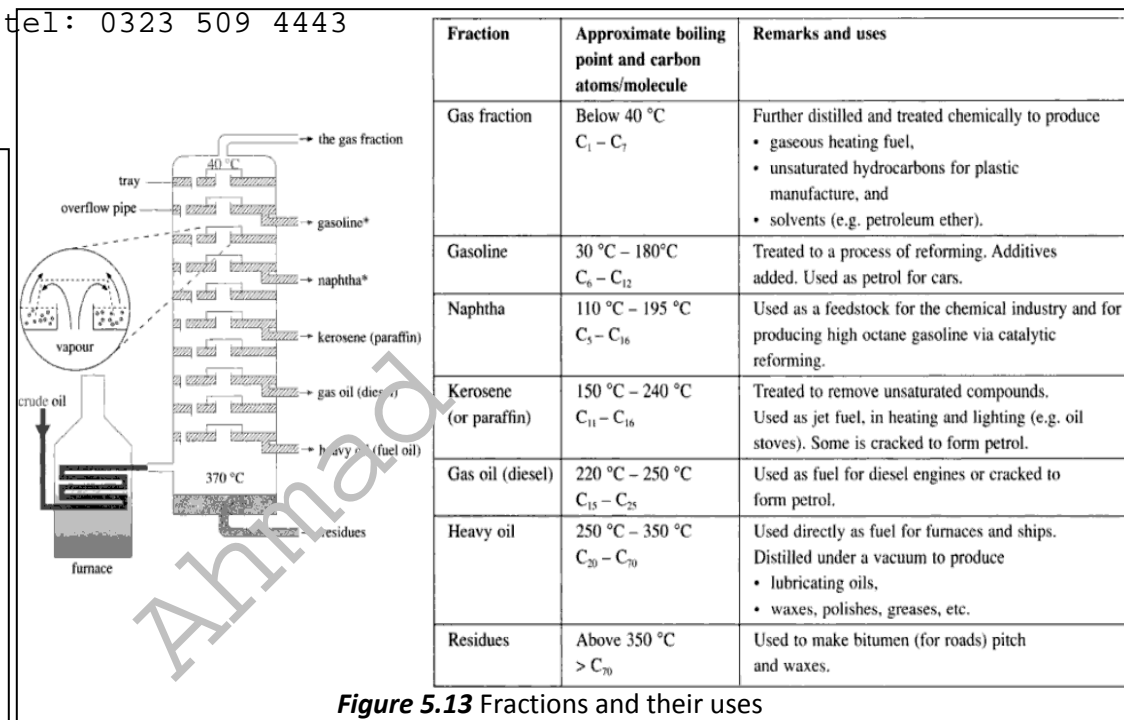 tel: 0323 509 4443
the gas fraction
40 °C
tray
overflow pipe
gasoline*
naphtha*
vapour
kerosene (paraffin)
crude oil
gas oil (diesel)
heavy oil (fuel oil)
370 °C
residues
furnace
Fraction
Approximate boiling
point and carbon
atoms/molecule
Remarks and uses
Gas fraction
Below 40 °C
C₁ – C₇
Further distilled and treated chemically to produce
• gaseous heating fuel,
• unsaturated hydrocarbons for plastic
manufacture, and
• solvents (e.g. petroleum ether).
Gasoline
30 °C – 180°C
C₆ – C₁₂
Treated to a process of reforming. Additives
added. Used as petrol for cars.
Naphtha
110 °C – 195 °C
C₅ – C₁₆
Used as a feedstock for the chemical industry and for
producing high octane gasoline via catalytic
reforming.
Kerosene
(or paraffin)
150 °C – 240 °C
C₁₁ – C₁₆
Treated to remove unsaturated compounds.
Used as jet fuel, in heating and lighting (e.g. oil
stoves). Some is cracked to form petrol.
Gas oil (diesel)
220 °C – 250 °C
C₁₅ – C₂₅
Used as fuel for diesel engines or cracked to
form petrol.
Heavy oil
250 °C – 350 °C
C₂₀ – C₇₀
Used directly as fuel for furnaces and ships.
Distilled under a vacuum to produce
• lubricating oils,
• waxes, polishes, greases, etc.
Residues
Above 350 °C
> C₇₀
Used to make bitumen (for roads) pitch
and waxes.
Ahmad
Figure 5.13 Fractions and their uses